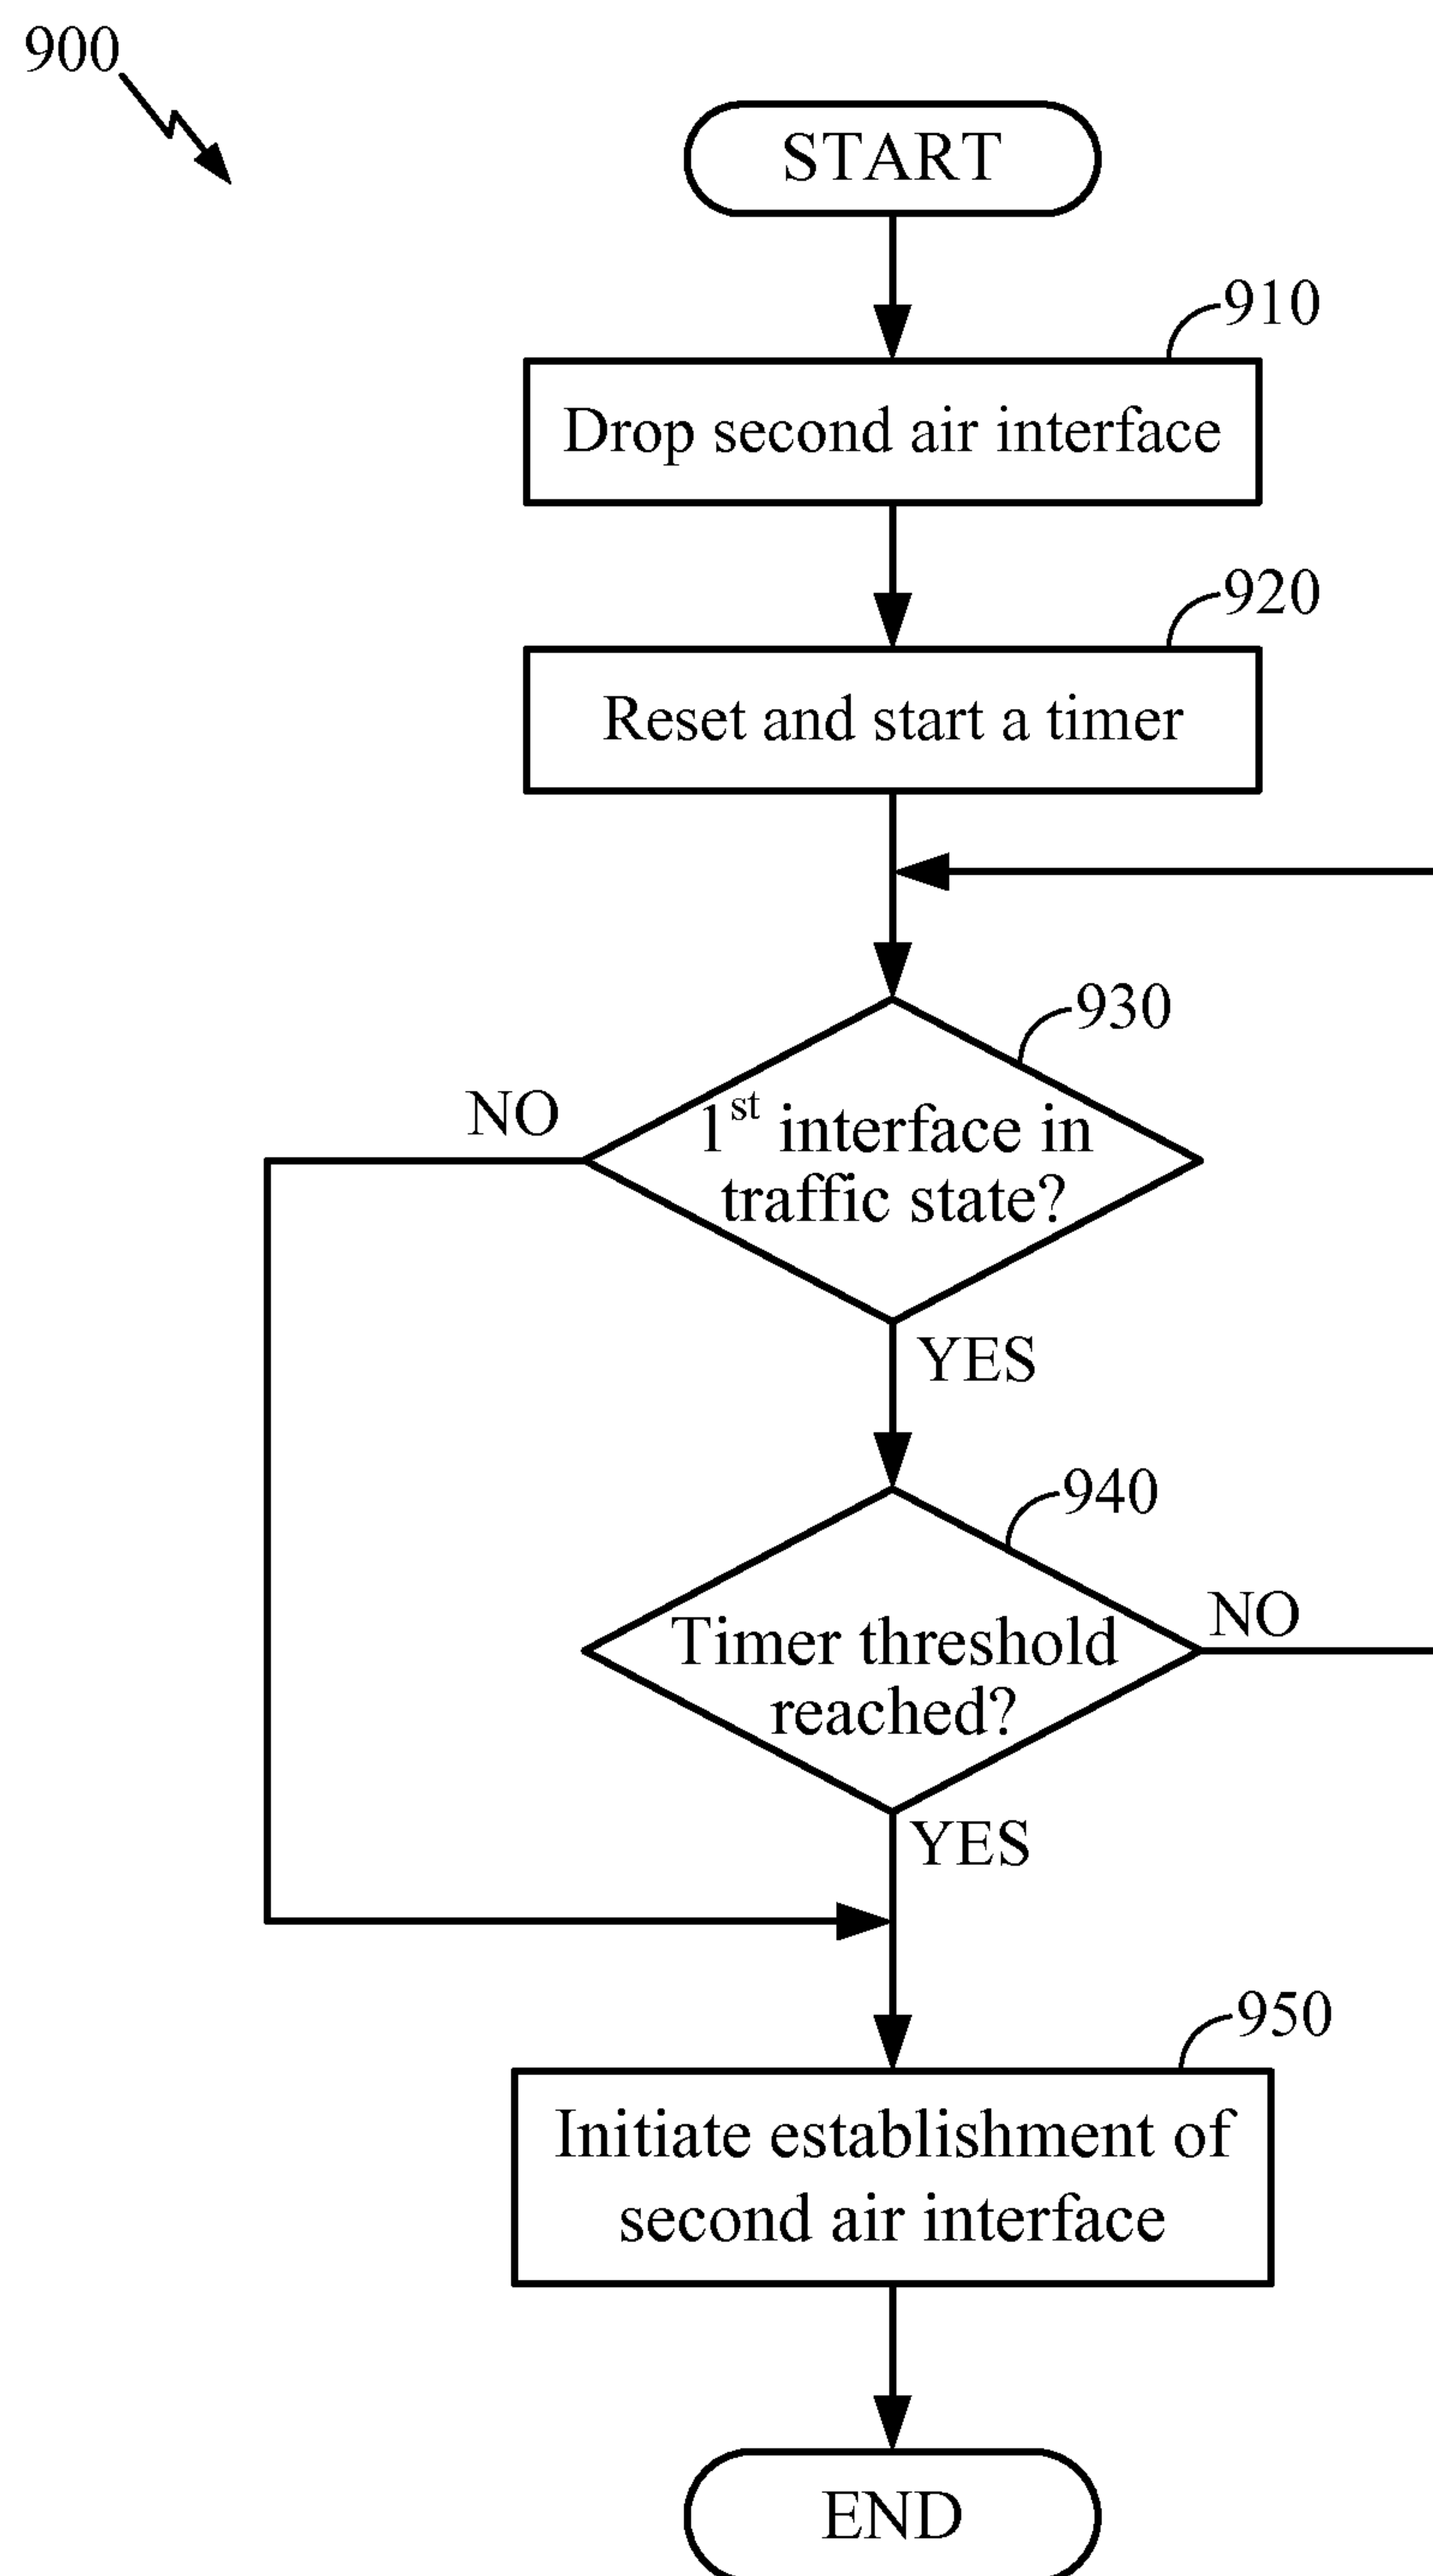 900
START
910
Drop second air interface
920
Reset and start a timer
930
NO
1st interface in
traffic state?
YES
940
NO
Timer threshold
reached?
YES
950
Initiate establishment of
second air interface
END